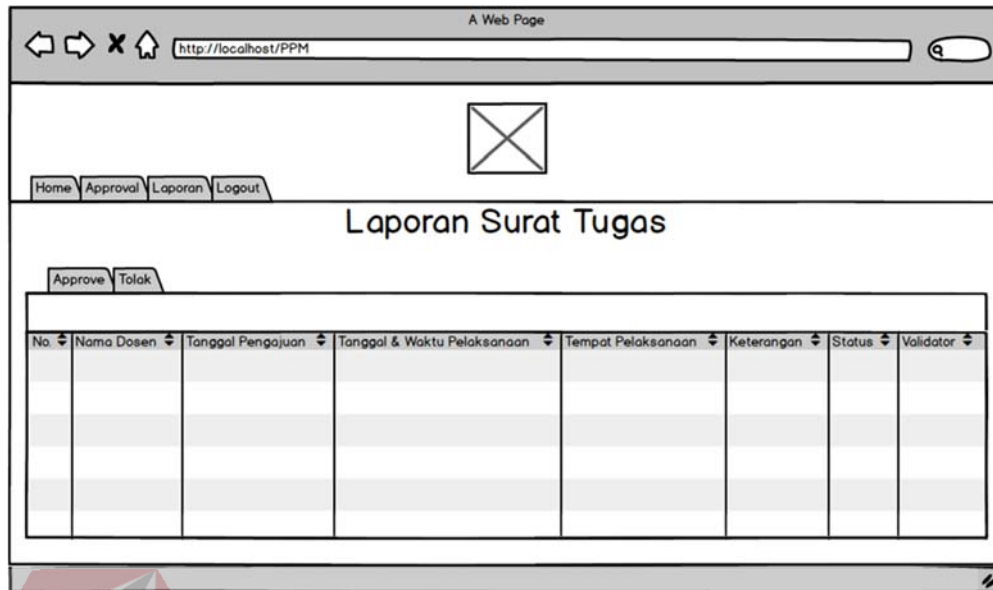 A Web Page
http://localhost/PPM
Home Approval Laporan Logout
Laporan Surat Tugas
Approve Tolak
No. Nama Dosen Tanggal Pengajuan Tanggal & Waktu Pelaksanaan Tempat Pelaksanaan Keterangan Status Validator